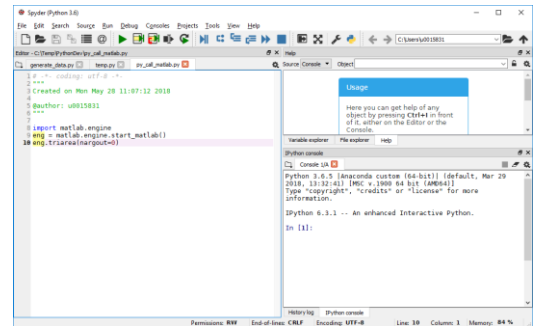 Spyder (Python 3.6)
File Edit Search Source Run Debug Consoles Projects Tools View Help
C:\Users\u0015831
Editor - C:\Temp\PythonDev\py_call_matlab.py
generate_data.py temp.py py_call_matlab.py
1 # -*- coding: utf-8 -*-
2 """
3 Created on Mon May 28 11:07:12 2018
4
5 @author: u0015831
6 """
7
8 import matlab.engine
9 eng = matlab.engine.start_matlab()
10 eng.triarea(nargout=0)
Help
Source Console Object
Usage
Here you can get help of any
object by pressing Ctrl+I in front
of it, either on the Editor or the
Console.
Variable explorer File explorer Help
IPython console
Console 1/A
Python 3.6.5 |Anaconda custom (64-bit)| (default, Mar 29
2018, 13:32:41) [MSC v.1900 64 bit (AMD64)]
Type "copyright", "credits" or "license" for more
information.
IPython 6.3.1 -- An enhanced Interactive Python.
In [1]:
History log IPython console
Permissions: RW End-of-lines: CRLF Encoding: UTF-8 Line: 10 Column: 1 Memory: 84 %